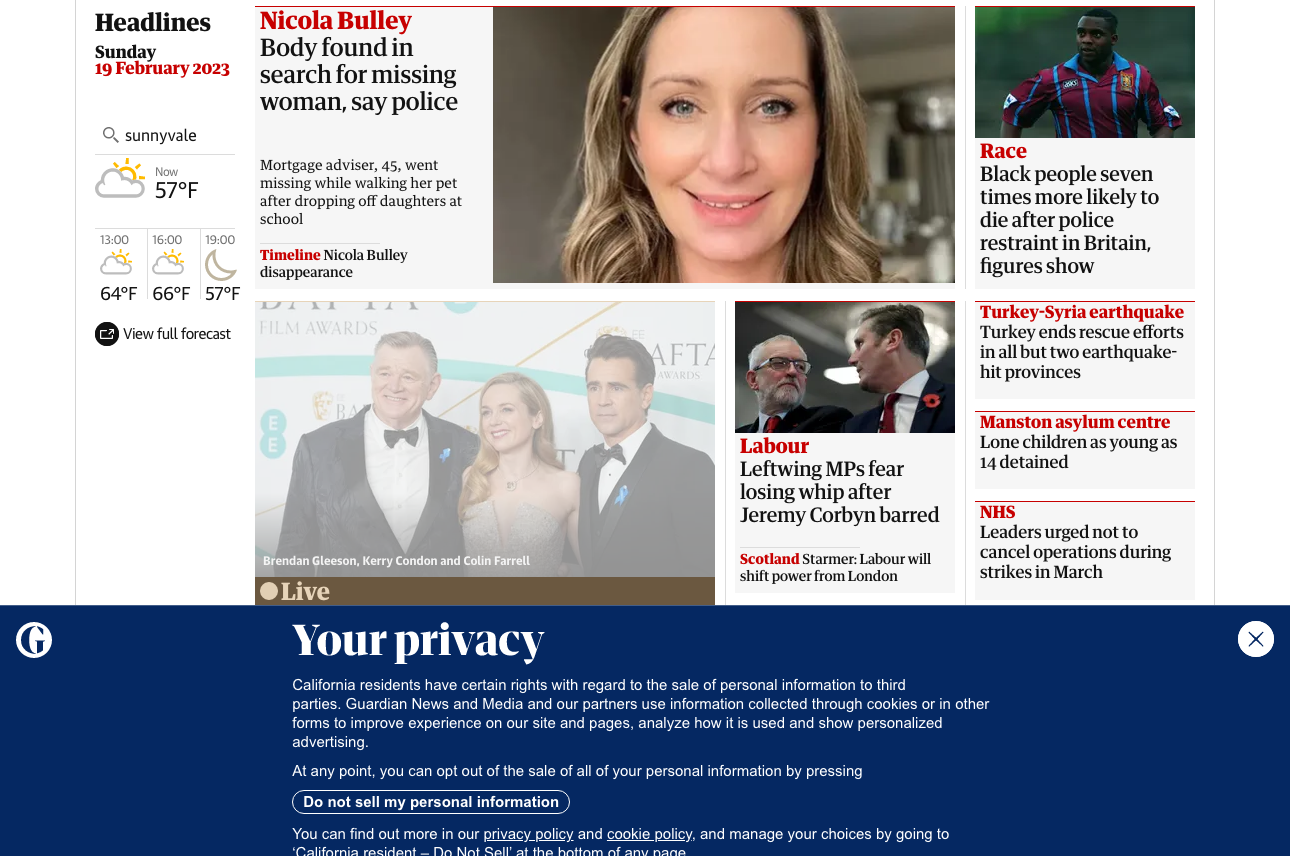 Headlines
Sunday
19 February 2023
sunnyvale
Now
57°F
13:00
16:00
19:00
64°F
66°F
57°F
View full forecast
Nicola Bulley
Body found in
search for missing
woman, say police
Mortgage adviser, 45, went
missing while walking her pet
after dropping off daughters at
school
Timeline Nicola Bulley
disappearance
Race
Black people seven
times more likely to
die after police
restraint in Britain,
figures show
FILM AWARDS
EE
Brendan Gleeson, Kerry Condon and Colin Farrell
Live
Labour
Leftwing MPs fear
losing whip after
Jeremy Corbyn barred
Scotland Starmer: Labour will
shift power from London
Turkey-Syria earthquake
Turkey ends rescue efforts
in all but two earthquake-
hit provinces
Manston asylum centre
Lone children as young as
14 detained
NHS
Leaders urged not to
cancel operations during
strikes in March
G
Your privacy
California residents have certain rights with regard to the sale of personal information to third
parties. Guardian News and Media and our partners use information collected through cookies or in other
forms to improve experience on our site and pages, analyze how it is used and show personalized
advertising.
At any point, you can opt out of the sale of all of your personal information by pressing
Do not sell my personal information
You can find out more in our privacy policy and cookie policy, and manage your choices by going to
‘California resident – Do Not Sell’ at the bottom of any page.